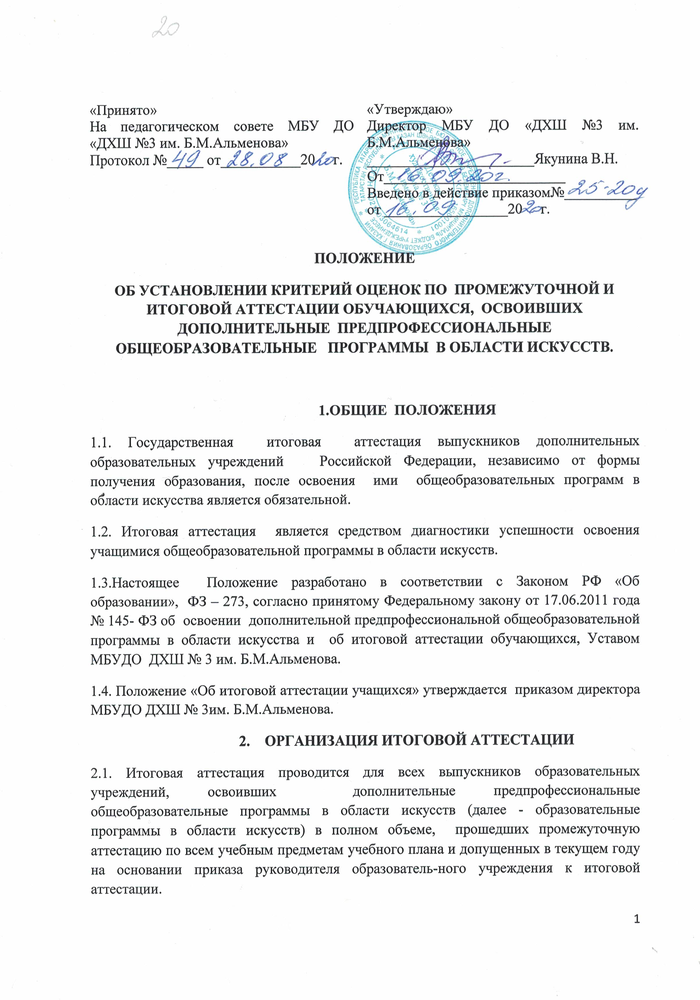 20
«Принято»
На педагогическом совете МБУ ДО
«ДХШ №3 им. Б.М.Альменова»
Протокол № 49 от 28.08 2020г.
«Утверждаю»
Директор МБУ ДО «ДХШ №3 им.
Б.М.Альменова»
Якунина В.Н.
От 16.09.20г.
Введено в действие приказом№ 25-20д
от 16.09 2020г.
ПОЛОЖЕНИЕ
ОБ УСТАНОВЛЕНИИ КРИТЕРИЙ ОЦЕНОК ПО ПРОМЕЖУТОЧНОЙ И
ИТОГОВОЙ АТТЕСТАЦИИ ОБУЧАЮЩИХСЯ, ОСВОИВШИХ
ДОПОЛНИТЕЛЬНЫЕ ПРЕДПРОФЕССИОНАЛЬНЫЕ
ОБЩЕОБРАЗОВАТЕЛЬНЫЕ ПРОГРАММЫ В ОБЛАСТИ ИСКУССТВ.
1.ОБЩИЕ ПОЛОЖЕНИЯ
1.1. Государственная итоговая аттестация выпускников дополнительных
образовательных учреждений Российской Федерации, независимо от формы
получения образования, после освоения ими общеобразовательных программ в
области искусства является обязательной.
1.2. Итоговая аттестация является средством диагностики успешности освоения
учащимися общеобразовательной программы в области искусств.
1.3.Настоящее Положение разработано в соответствии с Законом РФ «Об
образовании», ФЗ – 273, согласно принятому Федеральному закону от 17.06.2011 года
№ 145- ФЗ об освоении дополнительной предпрофессиональной общеобразовательной
программы в области искусства и об итоговой аттестации обучающихся, Уставом
МБУДО ДХШ № 3 им. Б.М.Альменова.
1.4. Положение «Об итоговой аттестации учащихся» утверждается приказом директора
МБУДО ДХШ № 3им. Б.М.Альменова.
2. ОРГАНИЗАЦИЯ ИТОГОВОЙ АТТЕСТАЦИИ
2.1. Итоговая аттестация проводится для всех выпускников образовательных
учреждений, освоивших дополнительные предпрофессиональные
общеобразовательные программы в области искусств (далее - образовательные
программы в области искусств) в полном объеме, прошедших промежуточную
аттестацию по всем учебным предметам учебного плана и допущенных в текущем году
на основании приказа руководителя образователь-ного учреждения к итоговой
аттестации.
1